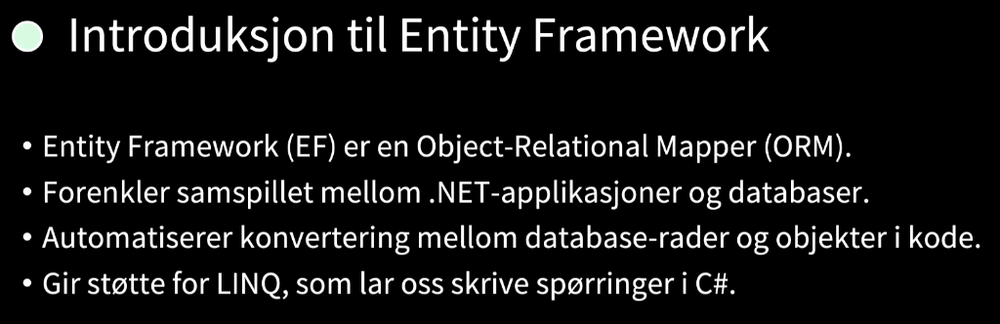 Introduksjon til Entity Framework
• Entity Framework (EF) er en Object-Relational Mapper (ORM).
• Forenkler samspillet mellom .NET-applikasjoner og databaser.
• Automatiserer konvertering mellom database-rader og objekter i kode.
• Gir støtte for LINQ, som lar oss skrive spørringer i C#.